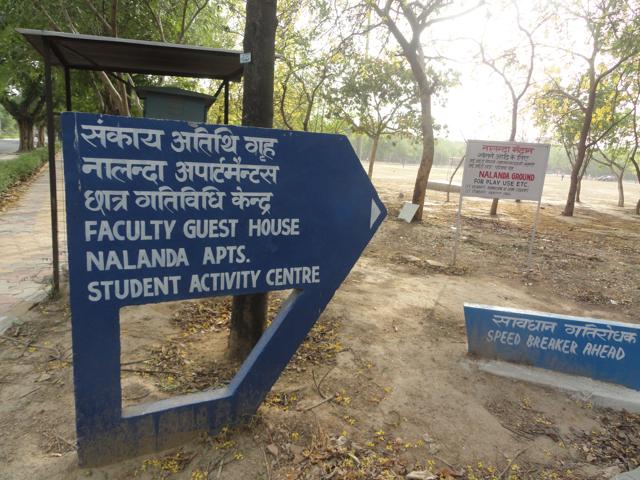 संकाय अतिथि गृह
नालन्दा अपार्टमैन्टस
छात्र गतिविधि केन्द्र
FACULTY GUEST HOUSE
NALANDA APTS.
STUDENT ACTIVITY CENTRE
नालन्दा मैदान
NALANDA GROUND
FOR PLAY USE ETC.
सावधान गतिरोधक
SPEED BREAKER AHEAD